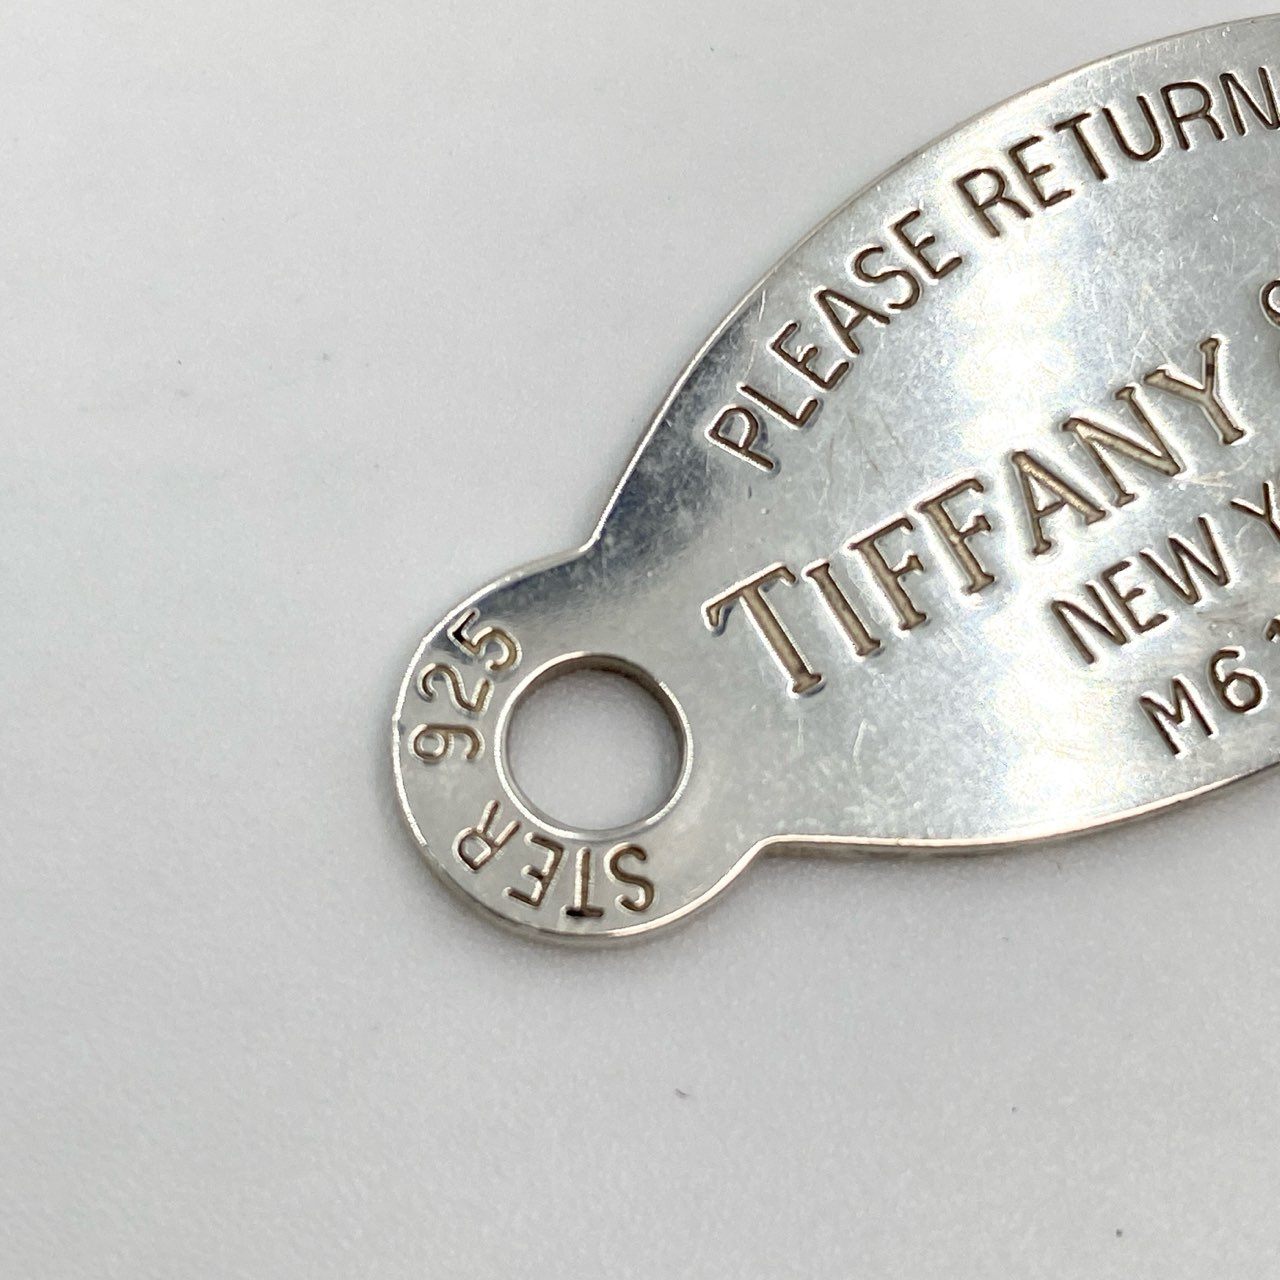 PLEASE RETURN
TIFFANY
NEW Y
M6
STER 925